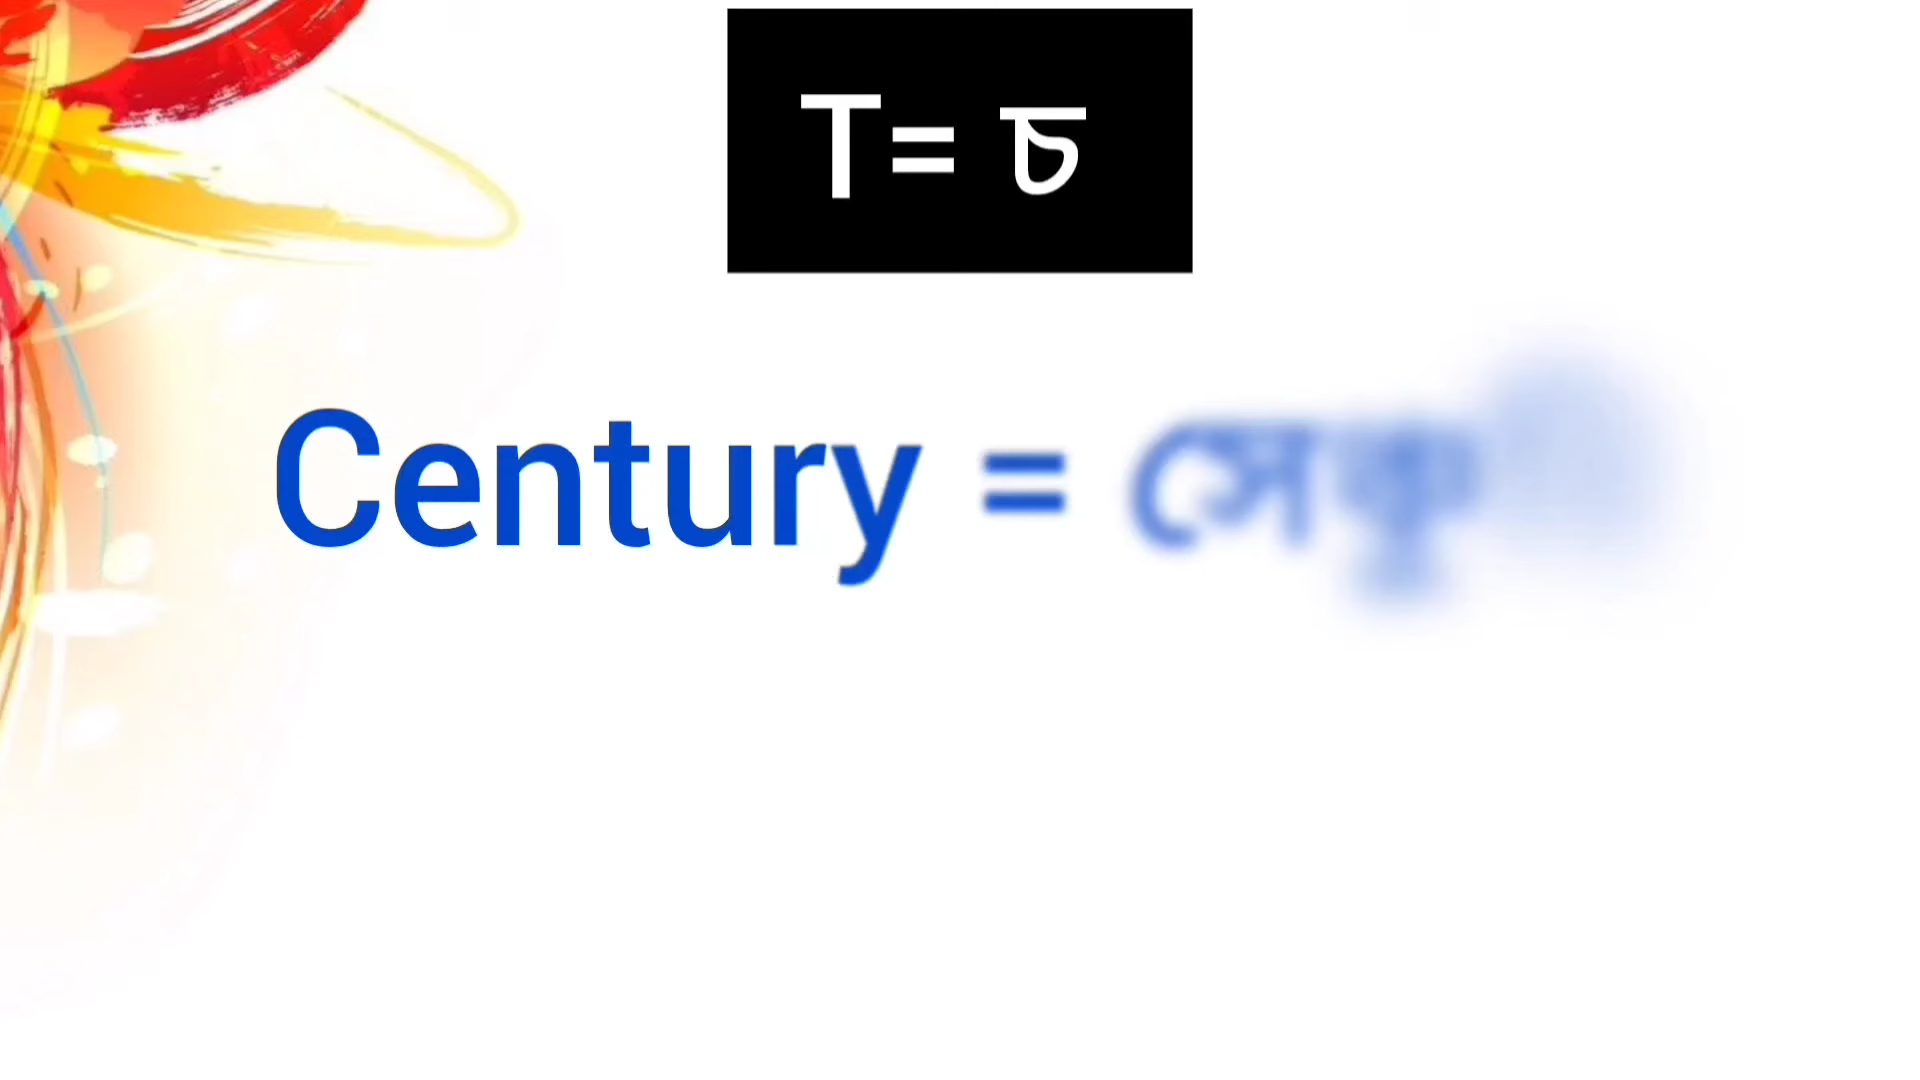 T= চ
Century =